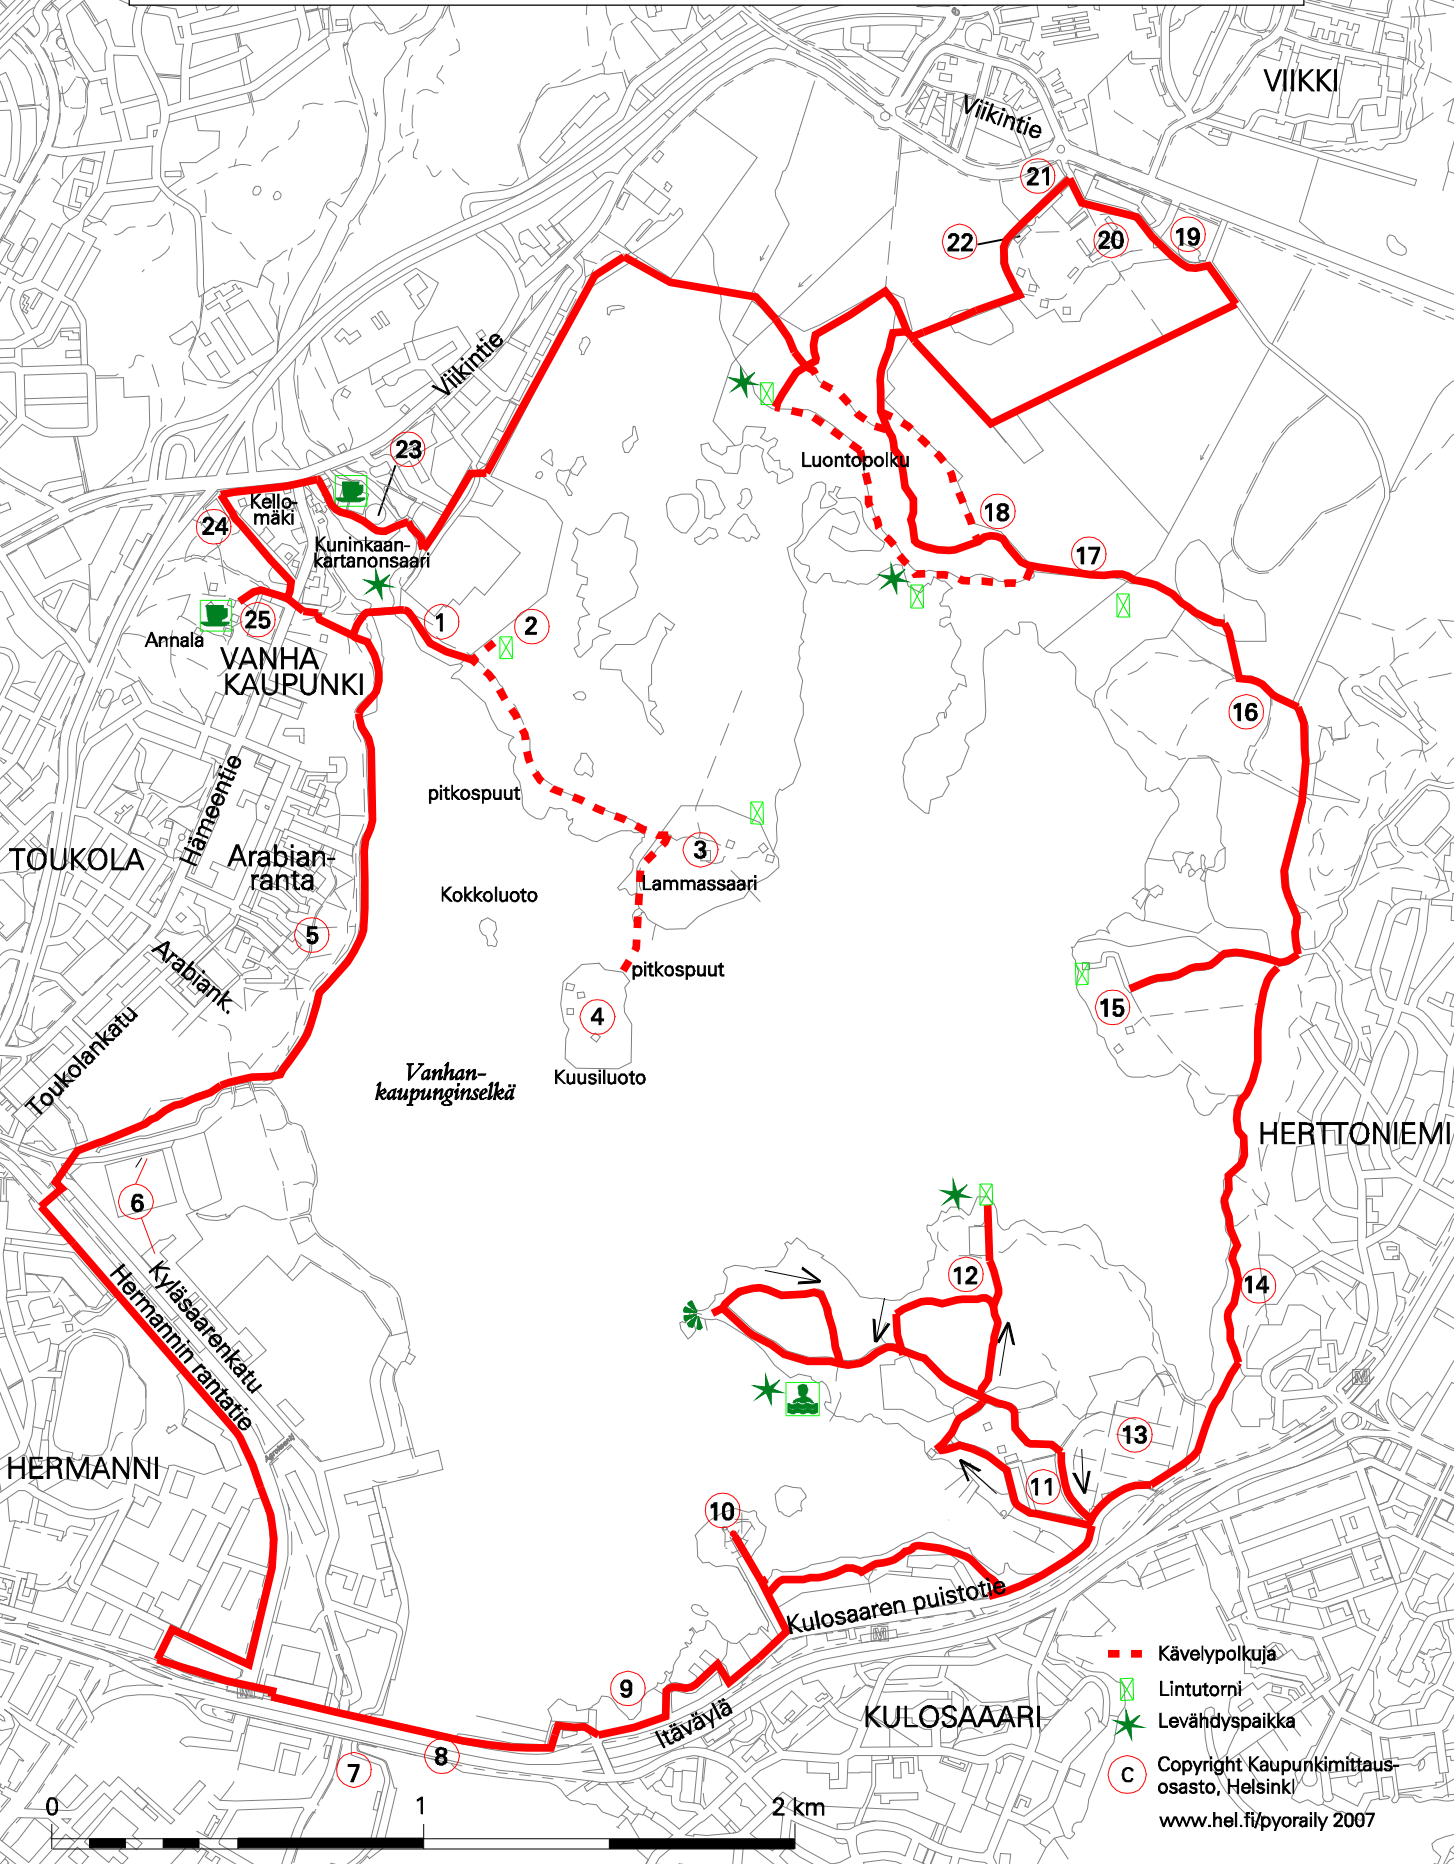 VIIKKI
Viikintie
21
22
20
19
Viikintie
23
Luontopolku
Kello-
mäki
24
18
Kuninkaan-
kartanonsaari
17
25
1
2
Annala
VANHA
KAUPUNKI
16
Hämeentie
pitkospuut
TOUKOLA
Arabian-
ranta
3
Lammassaari
Kokkoluoto
5
Arabiank.
pitkospuut
15
4
Toukolankatu
Vanhan-
kaupunginselkä
Kuusiluoto
HERTTONIEMI
6
Kyläsaarenkatu
Hermannin rantatie
12
14
M
13
HERMANNI
11
10
Kulosaaren puistotie
M
Kävelypolkuja
9
Lintutorni
M
Itäväylä
KULOSAAARI
Levähdyspaikka
8
7
C
Copyright Kaupunkimittaus-
osasto, Helsinki
0
1
2 km
www.hel.fi/pyoraily 2007